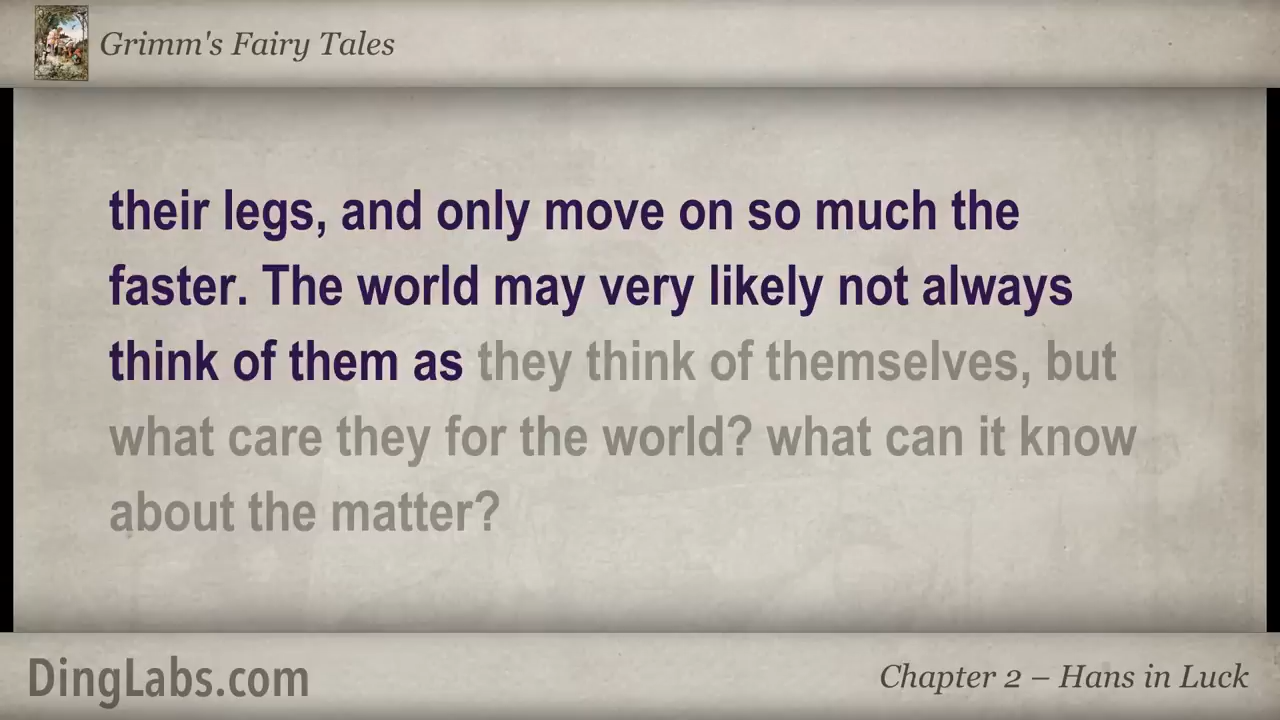 Grimm's Fairy Tales
their legs, and only move on so much the
faster. The world may very likely not always
think of them as they think of themselves, but
what care they for the world? what can it know
about the matter?
DingLabs.com
Chapter 2 – Hans in Luck